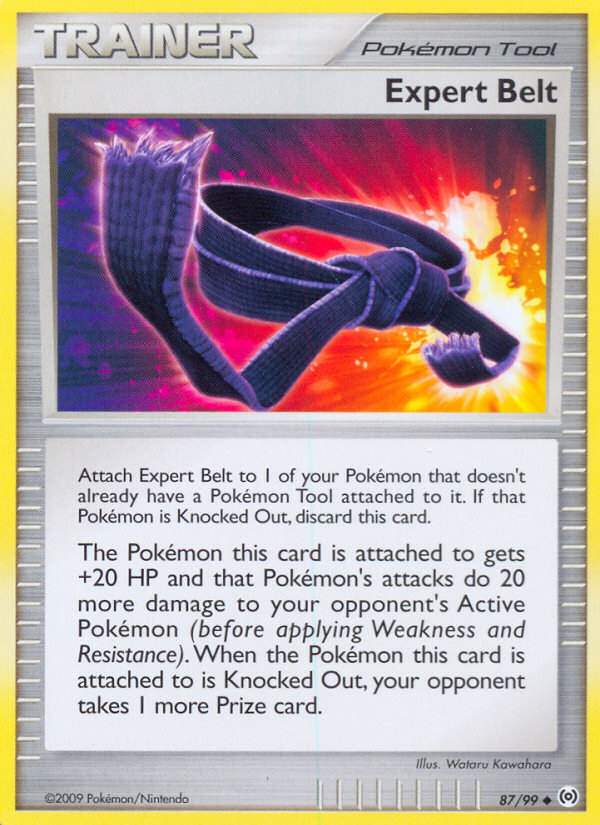 TRAINER
Pokémon Tool
Expert Belt
Attach Expert Belt to 1 of your Pokémon that doesn't
already have a Pokémon Tool attached to it. If that
Pokémon is Knocked Out, discard this card.
The Pokémon this card is attached to gets
+20 HP and that Pokémon's attacks do 20
more damage to your opponent's Active
Pokémon (before applying Weakness and
Resistance). When the Pokémon this card is
attached to is Knocked Out, your opponent
takes 1 more Prize card.
Illus. Wataru Kawahara
©2009 Pokémon/Nintendo
87/99